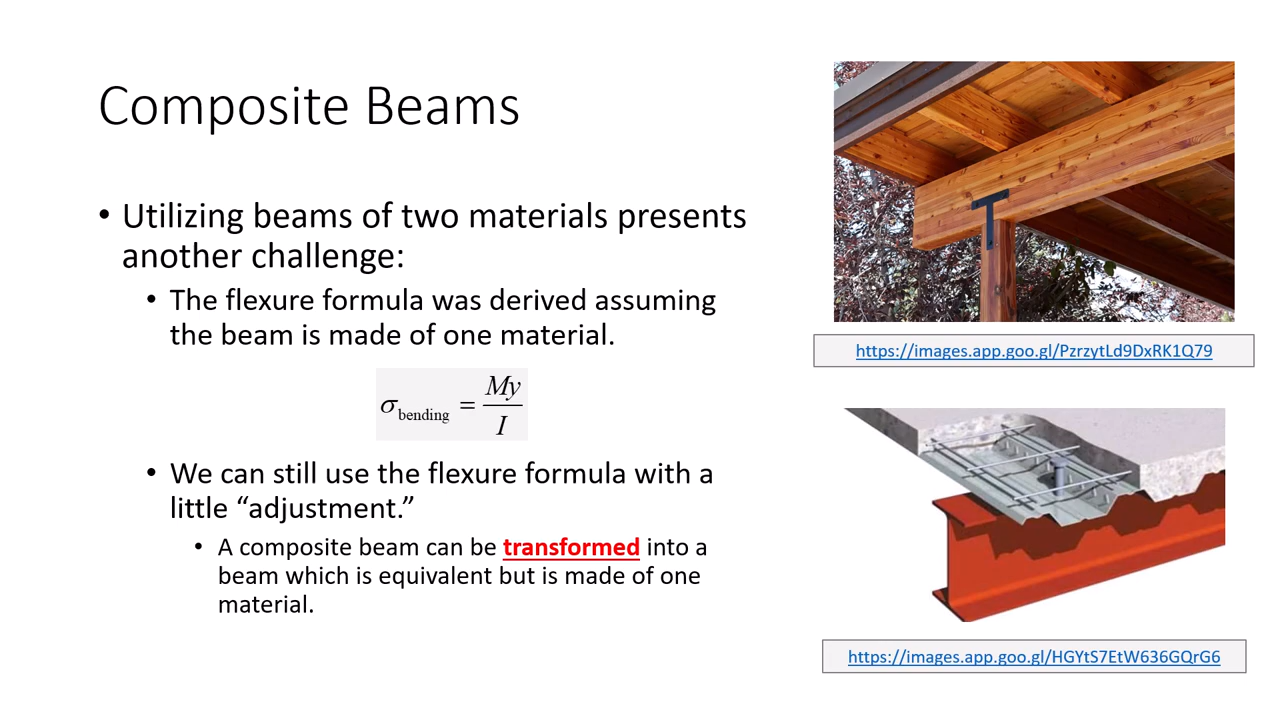 Composite Beams
• Utilizing beams of two materials presents
another challenge:
• The flexure formula was derived assuming
the beam is made of one material.
σ_bending = My / I
• We can still use the flexure formula with a
little “adjustment.”
• A composite beam can be transformed into a
beam which is equivalent but is made of one
material.
https://images.app.goo.gl/PzrzytLd9DxRK1Q79
https://images.app.goo.gl/HGYtS7EtW636GQrG6